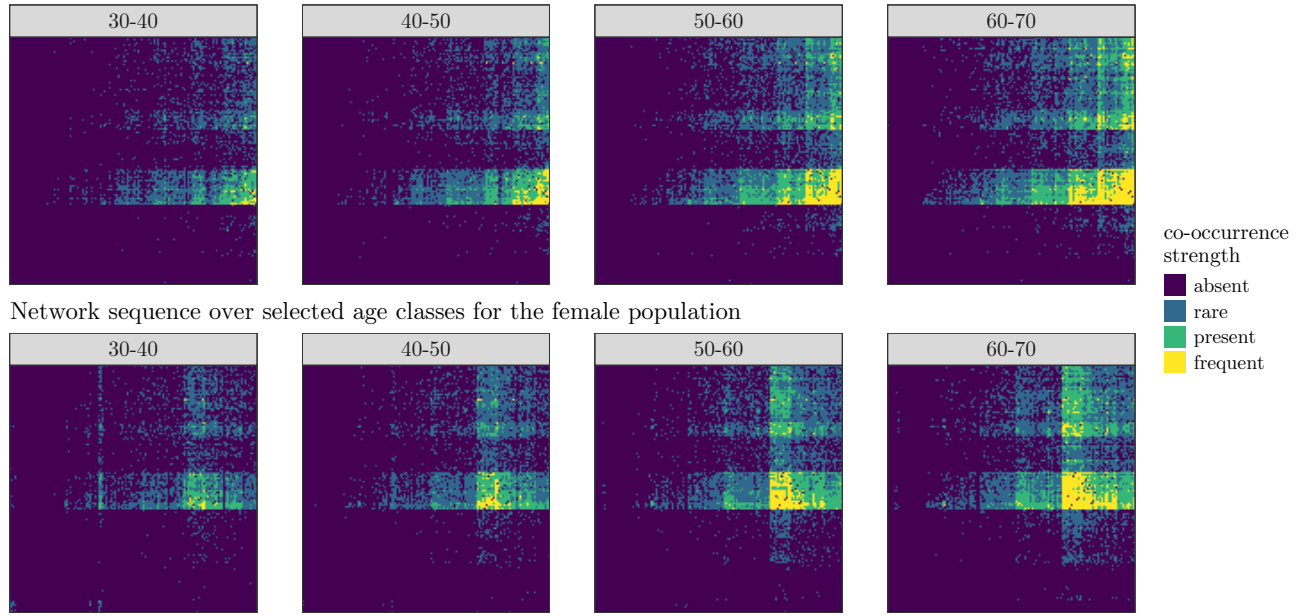 30-40
40-50
50-60
60-70
co-occurrence
strength
absent
rare
present
frequent
Network sequence over selected age classes for the female population
30-40
40-50
50-60
60-70